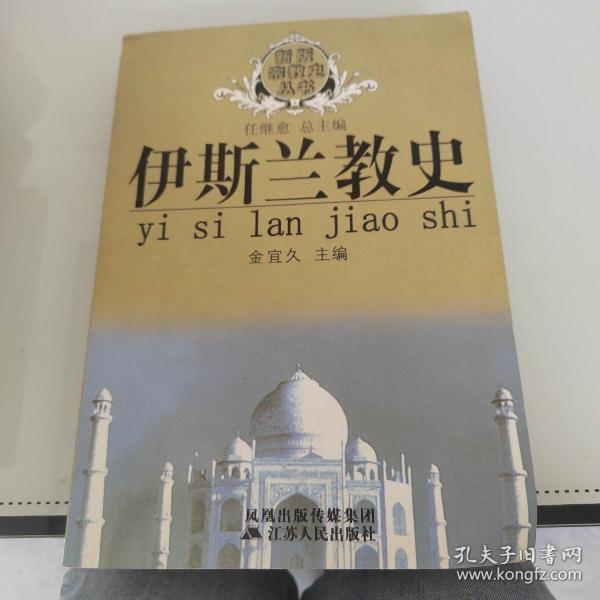 新版
宗教史
丛书
任继愈 总主编
伊斯兰教史
yi si lan jiao shi
金宜久 主编
凤凰出版传媒集团
江苏人民出版社
孔夫子旧书网
www.kongfz.com